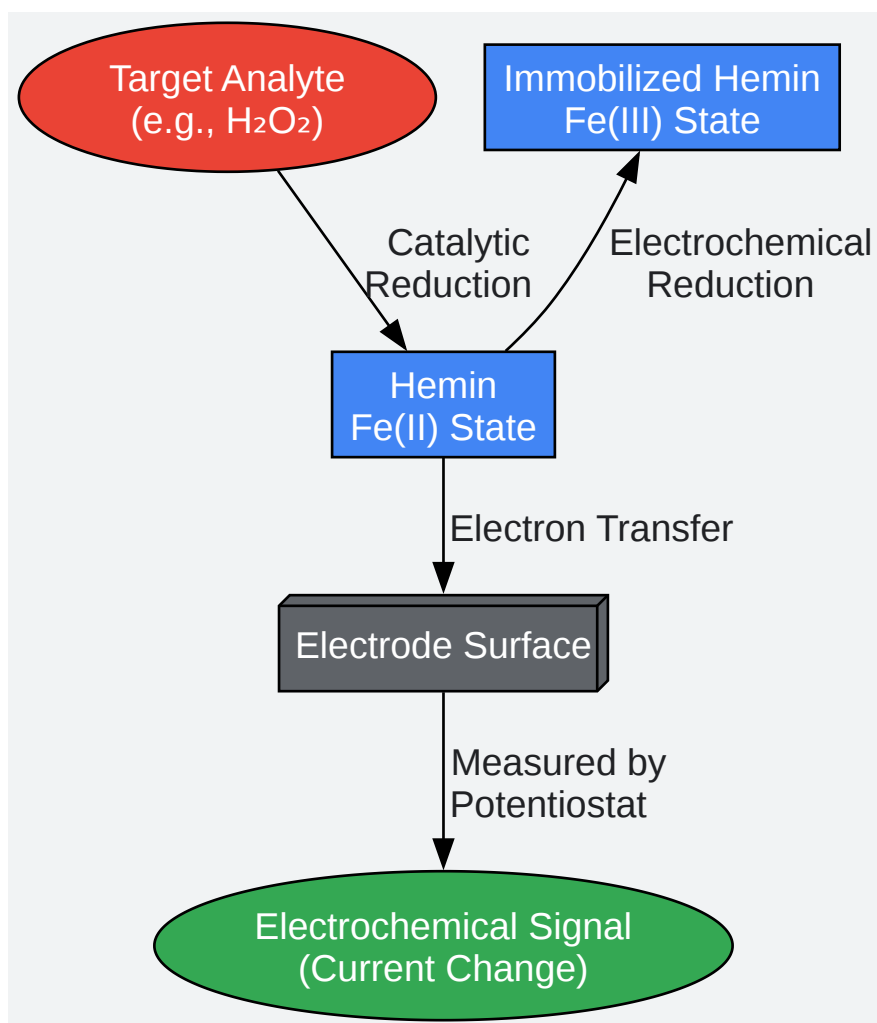 Target Analyte
(e.g., H₂O₂)
Immobilized Hemin
Fe(III) State
Catalytic
Reduction
Electrochemical
Reduction
Hemin
Fe(II) State
Electron Transfer
Electrode Surface
Measured by
Potentiostat
Electrochemical Signal
(Current Change)